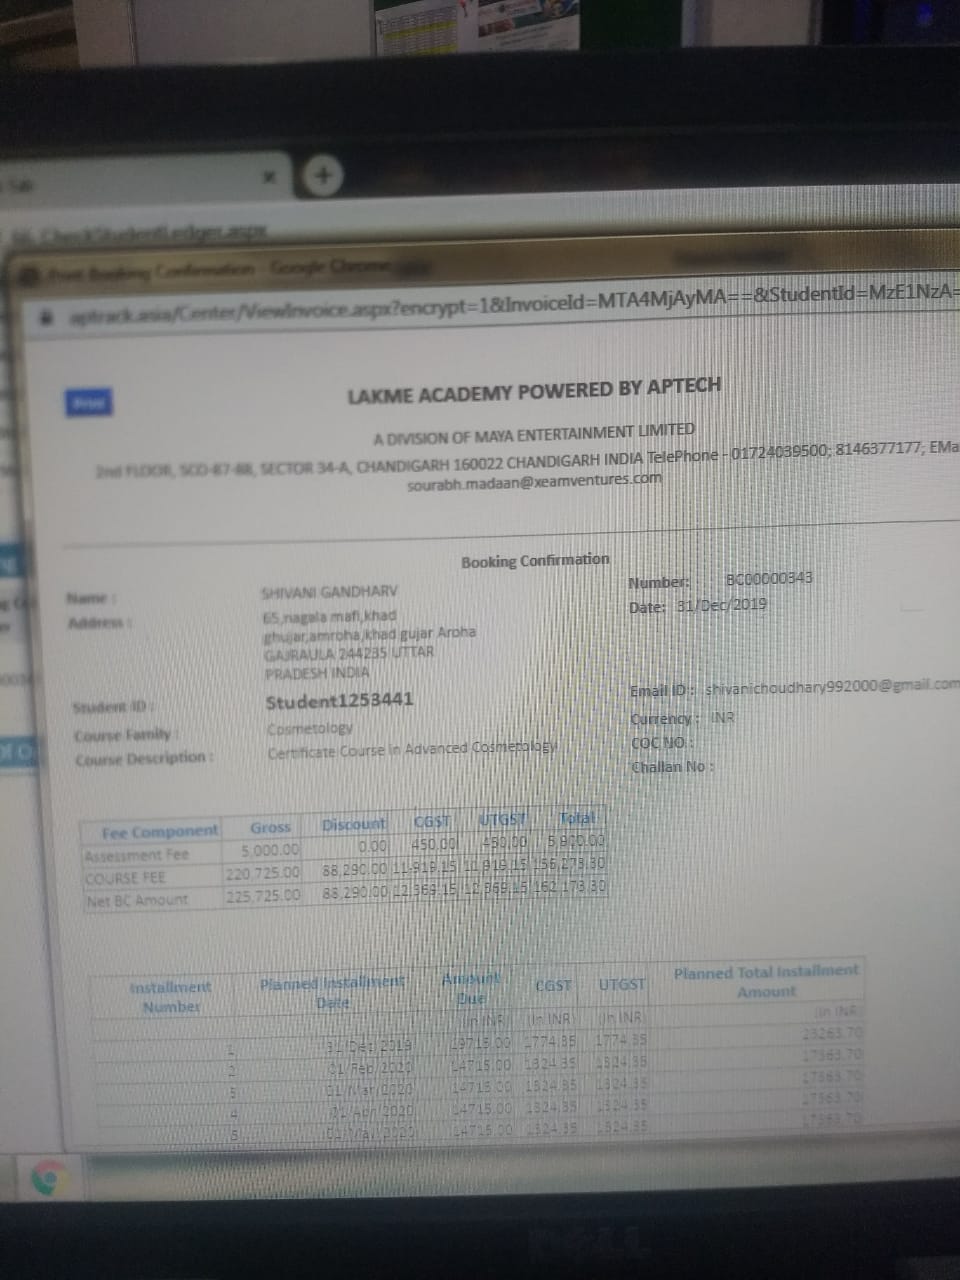 CheckStudentLedger.aspx
Print Booking Confirmation - Google Chrome
aptrack.asia/Center/ViewInvoice.aspx?encrypt=1&InvoiceId=MTA4MjAyMA==&StudentId=MzE1NzA=
Print
LAKME ACADEMY POWERED BY APTECH
A DIVISION OF MAYA ENTERTAINMENT LIMITED
2nd FLOOR, SCO-87-88, SECTOR 34-A, CHANDIGARH 160022 CHANDIGARH INDIA TelePhone - 01724039500; 8146377177; EMa
sourabh.madaan@xeamventures.com
Booking Confirmation
Name : SHIVANI GANDHARV Number: BC00000343
Address : 65,nagala mafi,khad Date: 31/Dec/2019
ghujar,amroha,khad gujar Aroha
GAJRAULA 244235 UTTAR
PRADESH INDIA
Student ID : Student1253441 Email ID : shivanichoudhary992000@gmail.com
Course Family : Cosmetology Currency : INR
Course Description : Certificate Course in Advanced Cosmetology COC NO. :
Challan No :
Fee Component Gross Discount CGST UTGST Total
Assessment Fee 5,000.00 0.00 450.00 450.00 5,900.00
COURSE FEE 220,725.00 88,290.00 11,919.15 11,919.15 156,273.30
Net BC Amount 225,725.00 88,290.00 12,369.15 12,369.15 162,173.30
Installment Number Planned Installment Date Amount Due CGST UTGST Planned Total Installment Amount
(In INR) (In INR) (In INR) (In INR)
1 31/Dec/2019 19715.00 1774.35 1774.35 23263.70
2 01/Feb/2020 14715.00 1324.35 1324.35 17363.70
3 01/Mar/2020 14715.00 1324.35 1324.35 17363.70
4 01/Apr/2020 14715.00 1324.35 1324.35 17363.70
5 01/May/2020 14715.00 1324.35 1324.35 17363.70
DELL